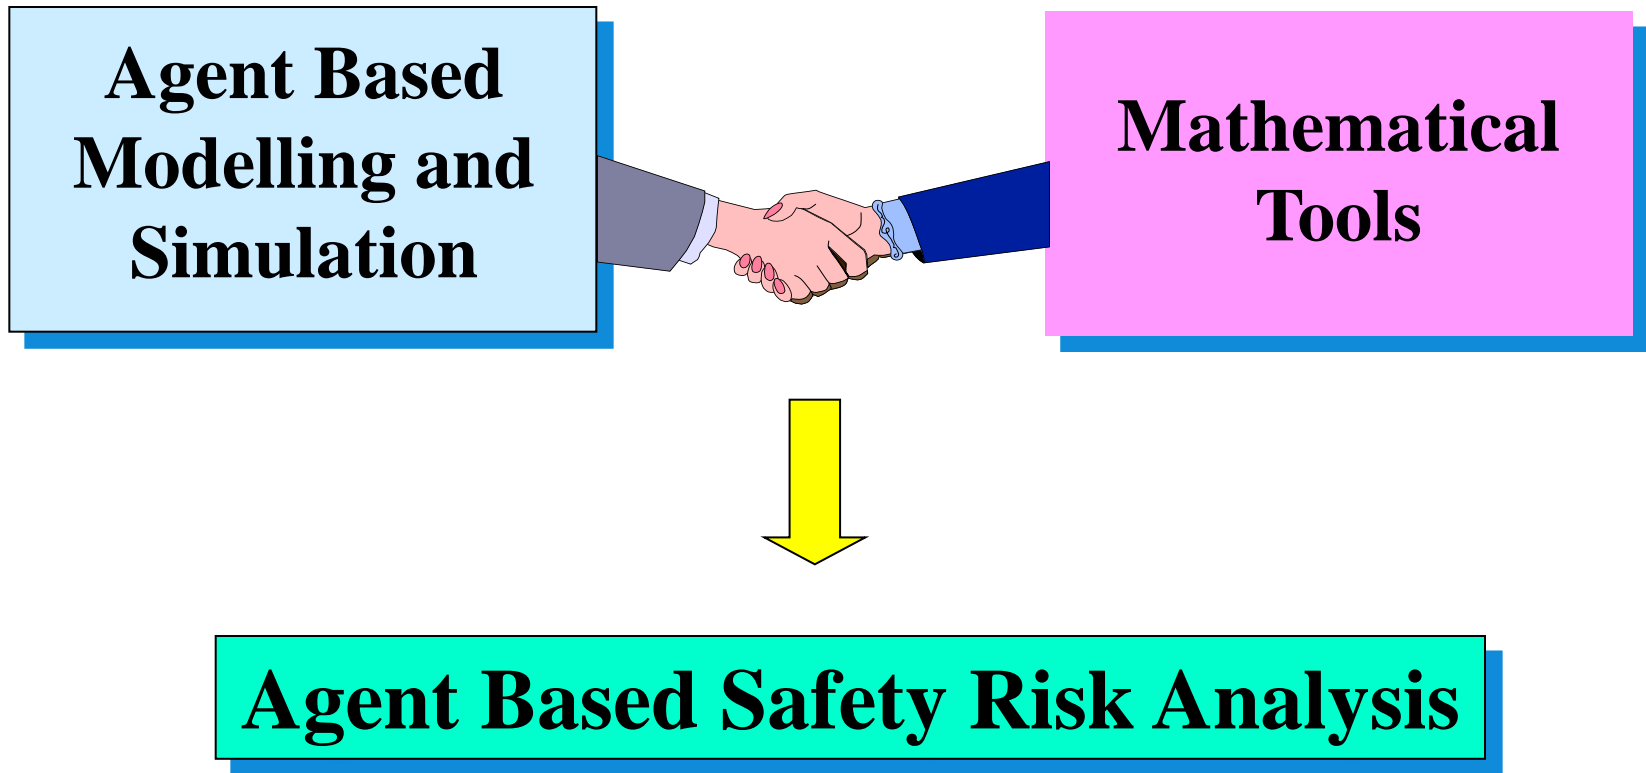 Agent Based
Modelling and
Simulation
Mathematical
Tools
Agent Based Safety Risk Analysis